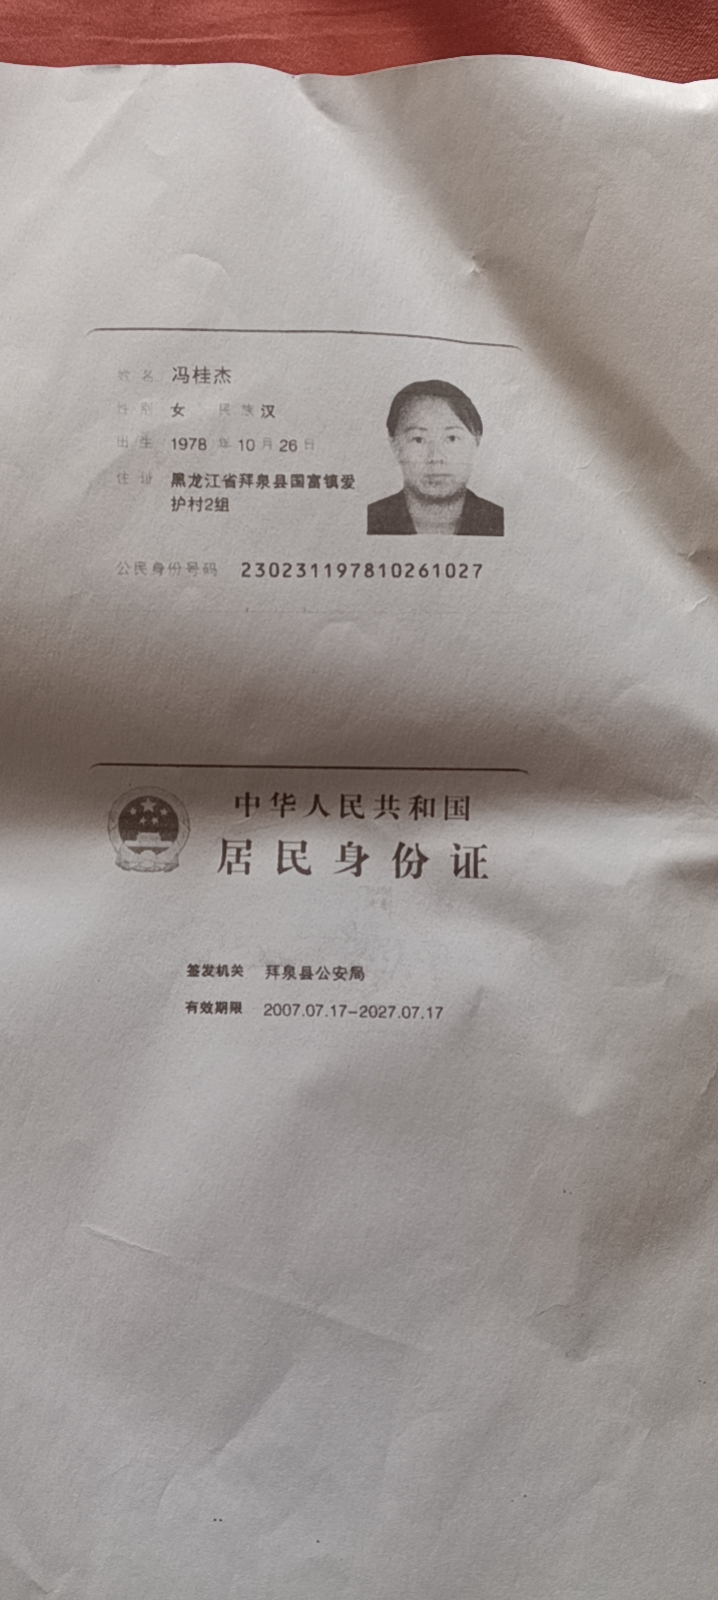 姓名 冯桂杰
性别 女 民族 汉
出生 1978 年 10 月 26 日
住址 黑龙江省拜泉县国富镇爱
护村2组
公民身份号码 230231197810261027
中华人民共和国
居民身份证
签发机关 拜泉县公安局
有效期限 2007.07.17-2027.07.17